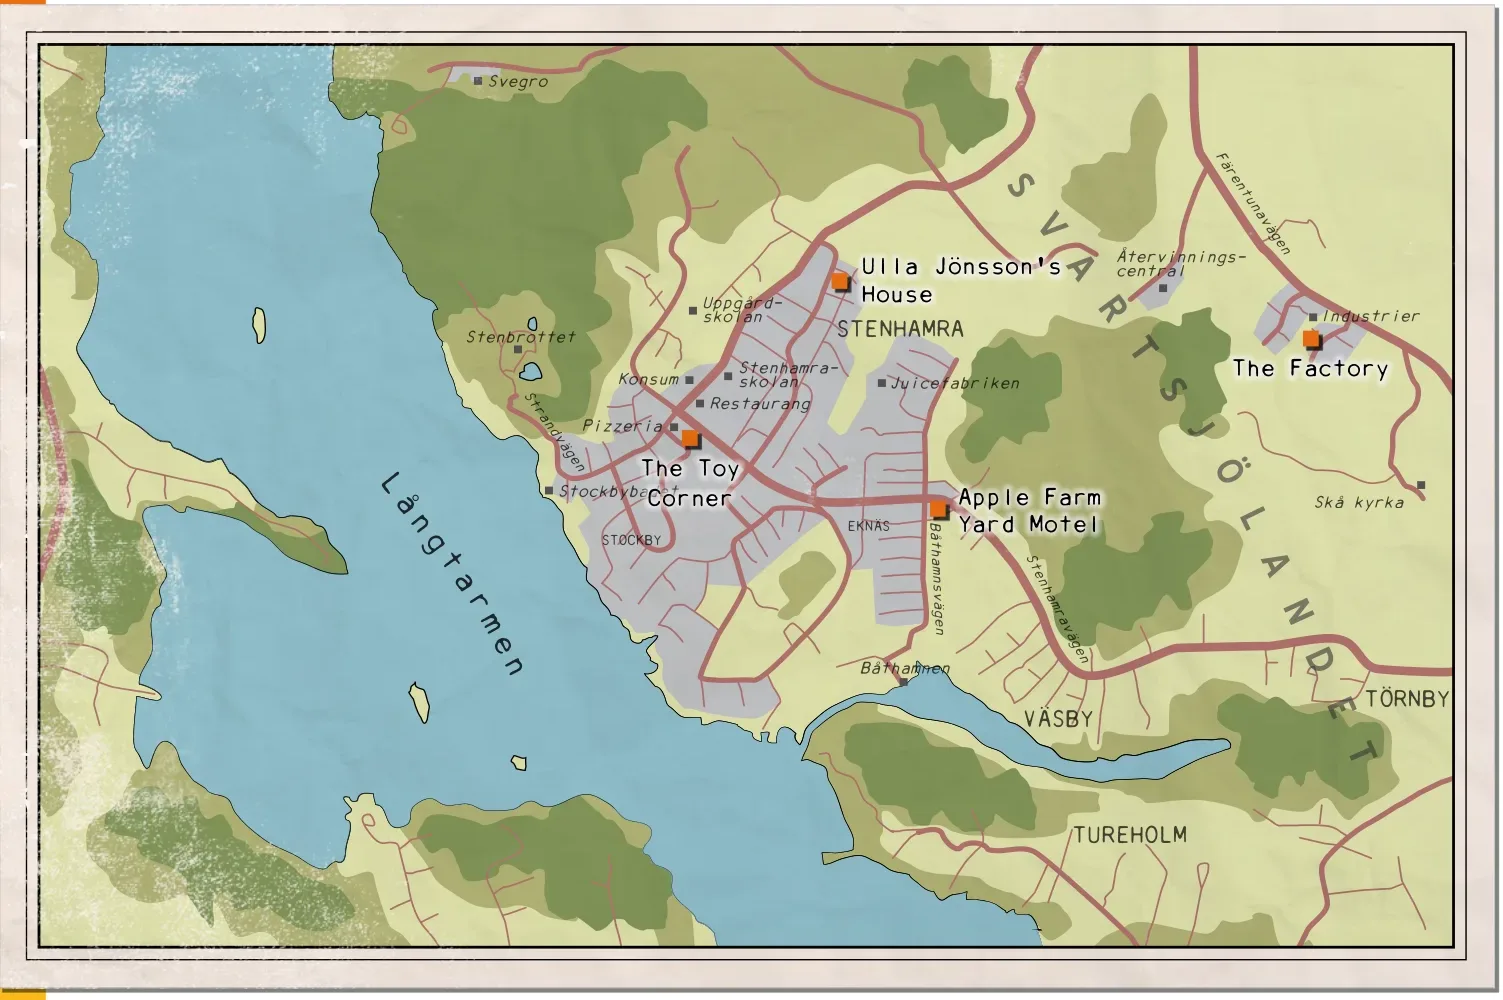 Svegro
Färentunavägen
SVARTSJÖLANDET
Återvinnings-
central
Ulla Jönsson's
House
Uppgård-
skolan
Industrier
STENHAMRA
Stenbrottet
The Factory
Stenhamra-
skolan
Konsum
Juicefabriken
Restaurang
Strandvägen
Pizzeria
The Toy
Corner
Stockbybadet
Skå kyrka
Apple Farm
Yard Motel
Långtarmen
EKNÄS
STOCKBY
Båthamnsvägen
Stenhamravägen
Båthamnen
TÖRNBY
VÄSBY
TUREHOLM